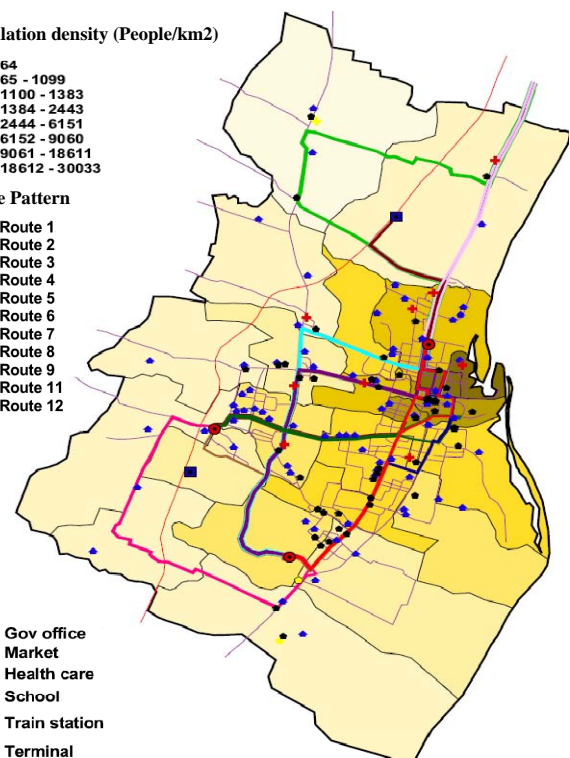 lation density (People/km2)
64
65 - 1099
1100 - 1383
1384 - 2443
2444 - 6151
6152 - 9060
9061 - 18611
18612 - 30033
e Pattern
Route 1
Route 2
Route 3
Route 4
Route 5
Route 6
Route 7
Route 8
Route 9
Route 11
Route 12
Gov office
Market
Health care
School
Train station
Terminal